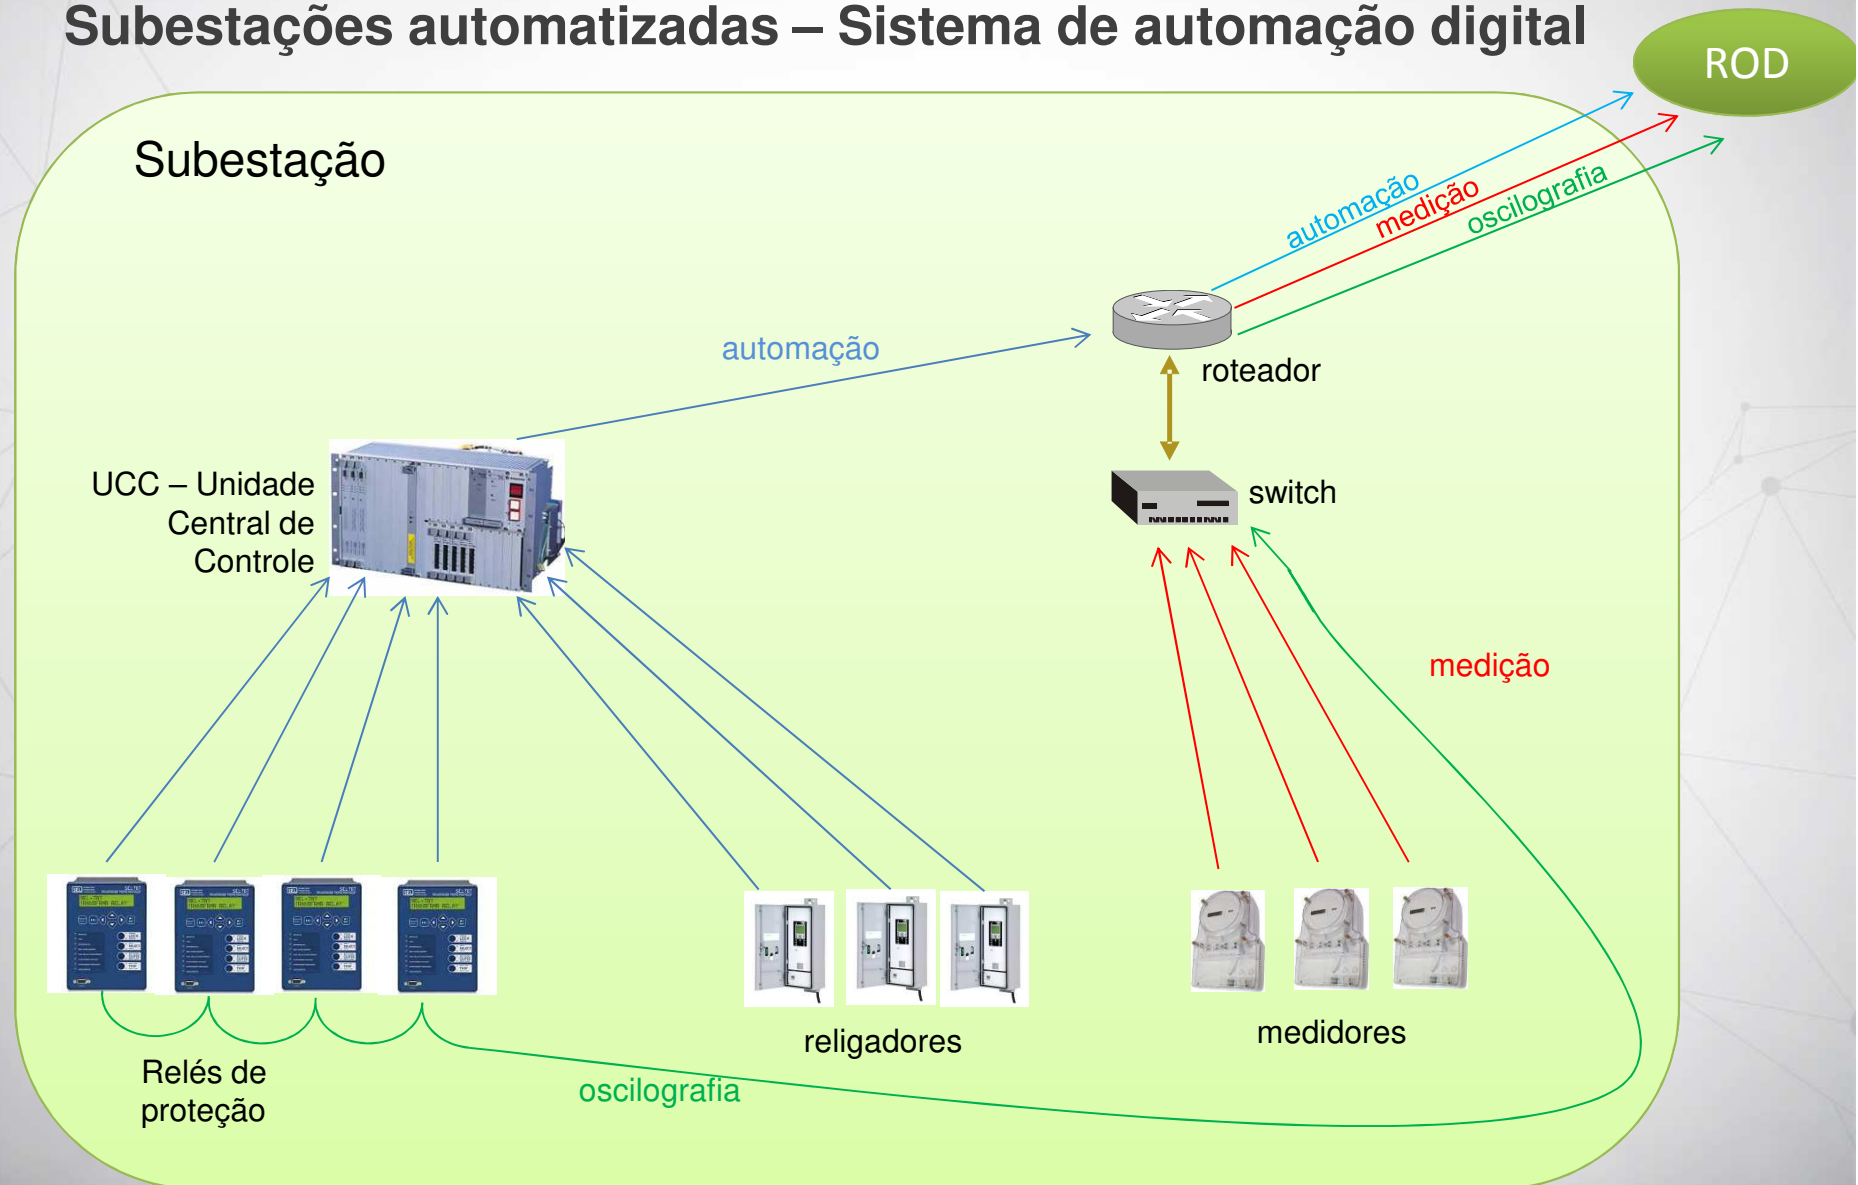 Subestações automatizadas – Sistema de automação digital
ROD
Subestação
automação
medição
oscilografia
automação
roteador
UCC – Unidade
Central de
Controle
switch
medição
religadores
medidores
Relés de
proteção
oscilografia